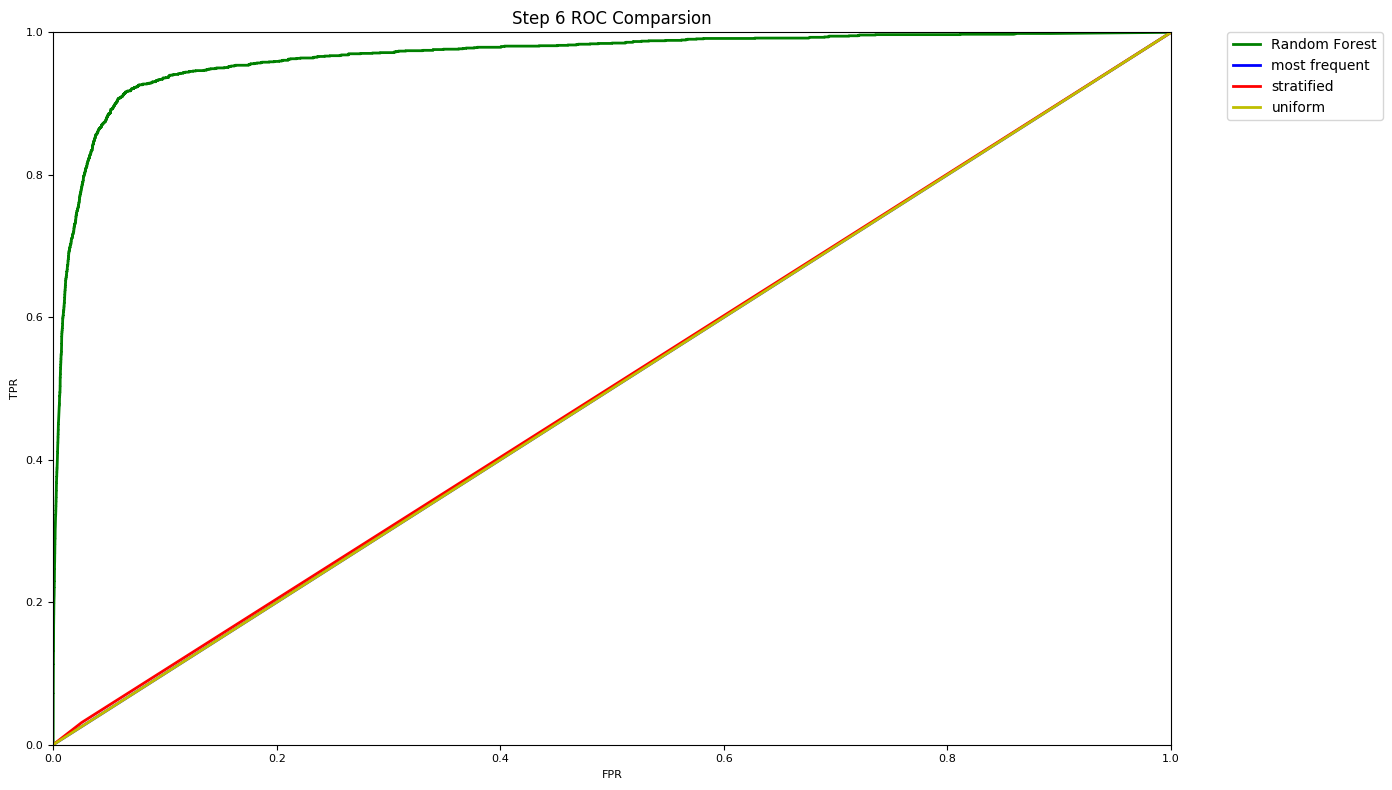 Step 6 ROC Comparsion
Random Forest
most frequent
stratified
uniform
TPR
1.0
0.8
0.6
0.4
0.2
0.0
0.0 0.2 0.4 0.6 0.8 1.0
FPR